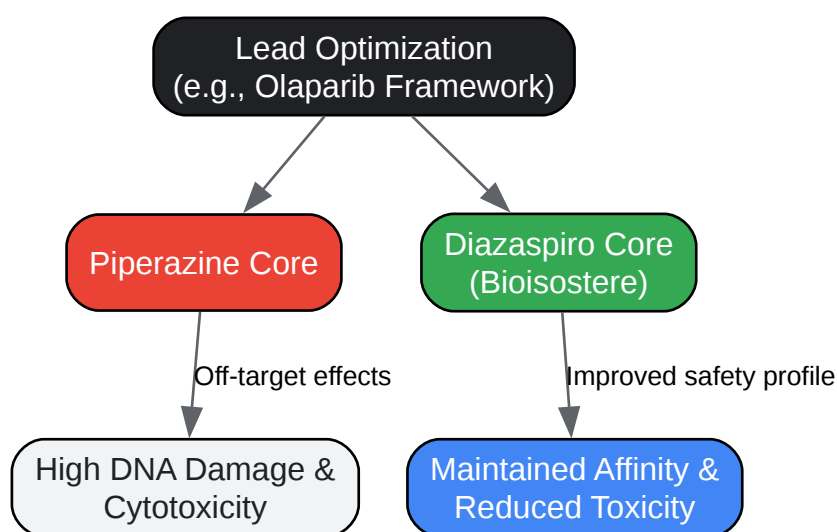 Lead Optimization
(e.g., Olaparib Framework)
Piperazine Core
Diazaspiro Core
(Bioisostere)
Off-target effects
Improved safety profile
High DNA Damage &
Cytotoxicity
Maintained Affinity &
Reduced Toxicity